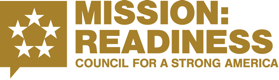 MISSION:
READINESS
COUNCIL FOR A STRONG AMERICA